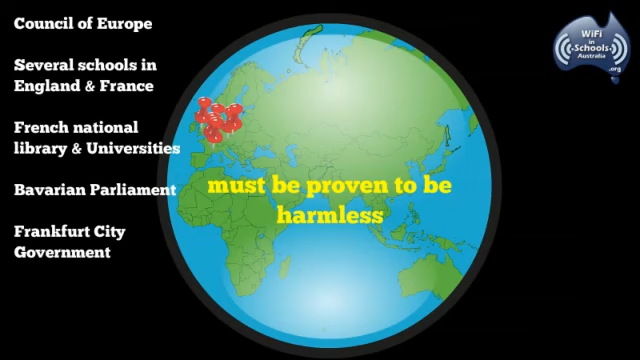 Council of Europe
Several schools in
England & France
French national
library & Universities
Bavarian Parliament
Frankfurt City
Government
must be proven to be
harmless
WiFi
in
Schools
Australia
.org